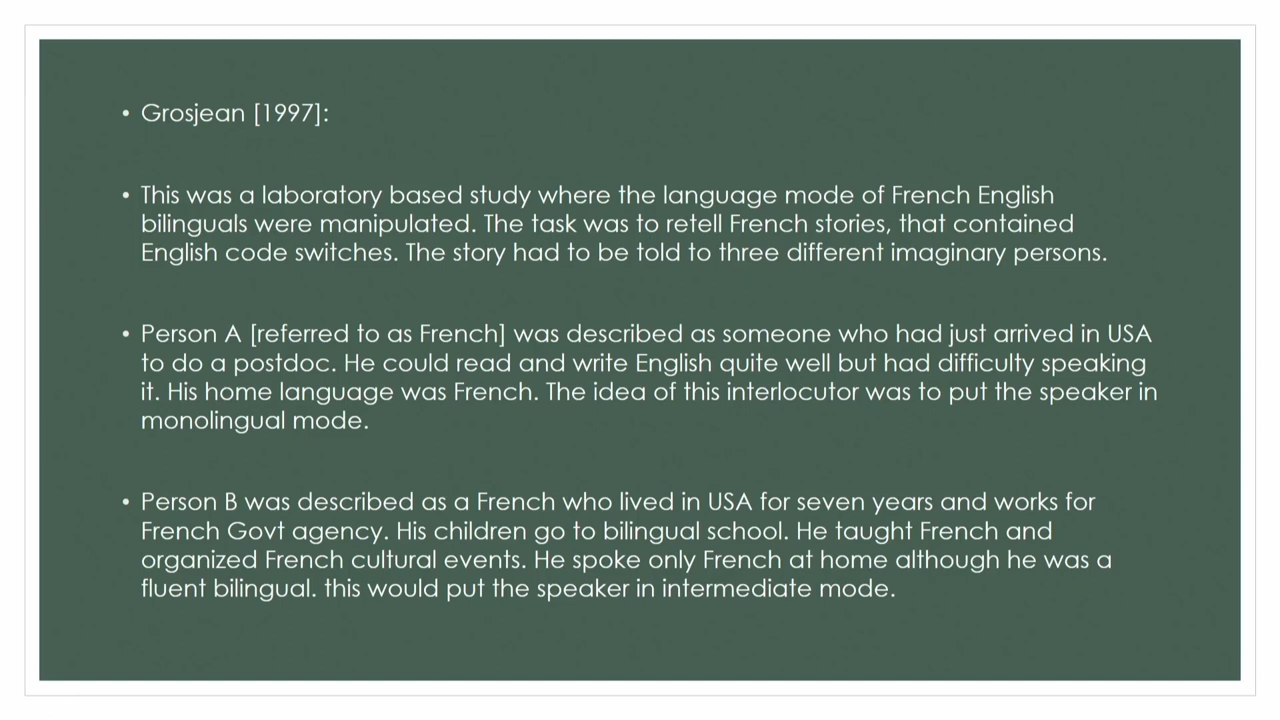 • Grosjean [1997]:
• This was a laboratory based study where the language mode of French English
bilinguals were manipulated. The task was to retell French stories, that contained
English code switches. The story had to be told to three different imaginary persons.
• Person A [referred to as French] was described as someone who had just arrived in USA
to do a postdoc. He could read and write English quite well but had difficulty speaking
it. His home language was French. The idea of this interlocutor was to put the speaker in
monolingual mode.
• Person B was described as a French who lived in USA for seven years and works for
French Govt agency. His children go to bilingual school. He taught French and
organized French cultural events. He spoke only French at home although he was a
fluent bilingual. this would put the speaker in intermediate mode.